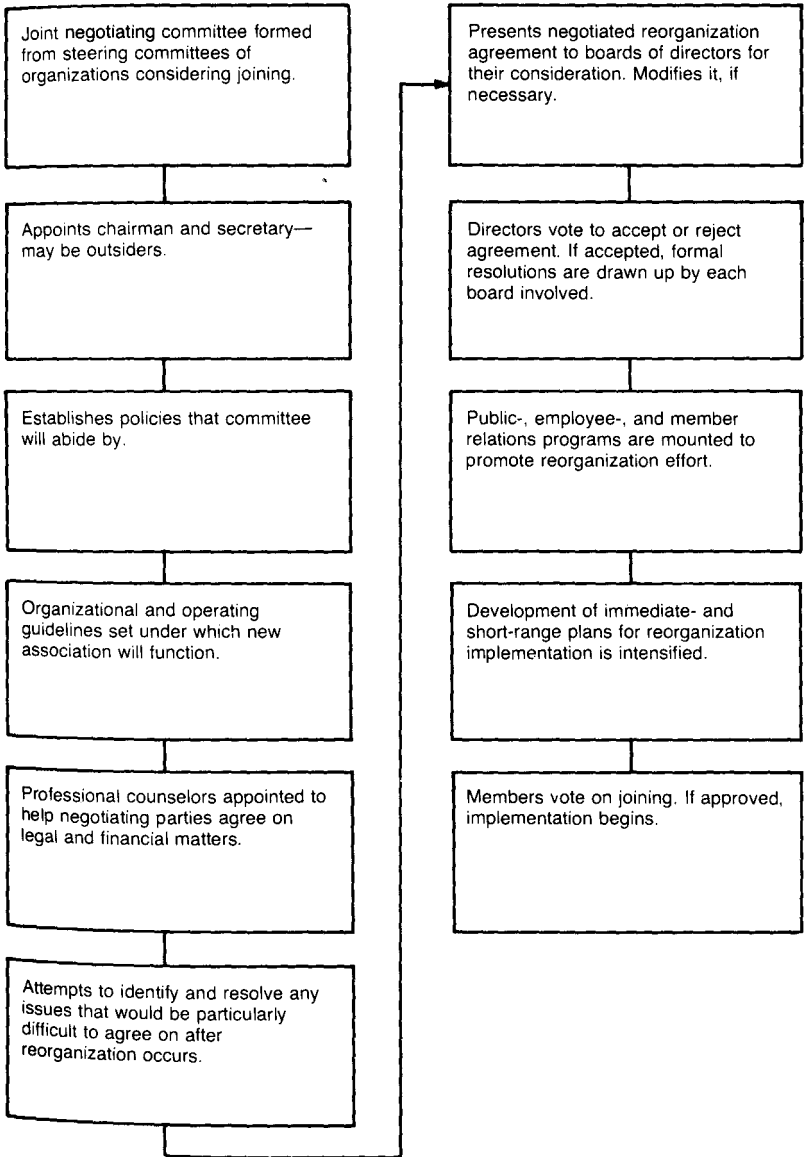 Joint negotiating committee formed
from steering committees of
organizations considering joining.
Appoints chairman and secretary—
may be outsiders.
Establishes policies that committee
will abide by.
Organizational and operating
guidelines set under which new
association will function.
Professional counselors appointed to
help negotiating parties agree on
legal and financial matters.
Attempts to identify and resolve any
issues that would be particularly
difficult to agree on after
reorganization occurs.
Presents negotiated reorganization
agreement to boards of directors for
their consideration. Modifies it, if
necessary.
Directors vote to accept or reject
agreement. If accepted, formal
resolutions are drawn up by each
board involved.
Public-, employee-, and member
relations programs are mounted to
promote reorganization effort.
Development of immediate- and
short-range plans for reorganization
implementation is intensified.
Members vote on joining. If approved,
implementation begins.